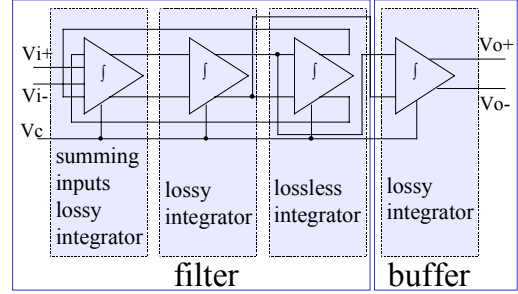 Vi+
Vi-
Vc
∫
∫
∫
∫
Vo+
Vo-
summing
inputs
lossy
integrator
lossy
integrator
lossless
integrator
lossy
integrator
filter
buffer